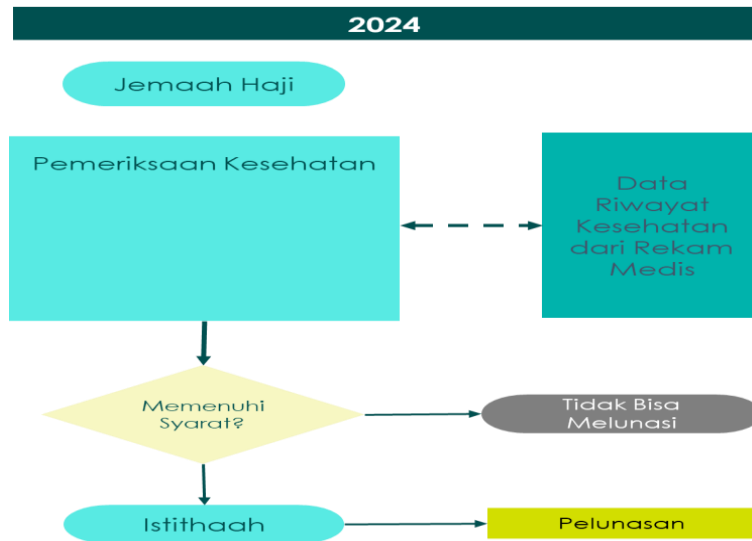 2024
Jemaah Haji
Pemeriksaan Kesehatan
Data
Riwayat
Kesehatan
dari Rekam
Medis
Memenuhi
Syarat?
Tidak Bisa
Melunasi
Istithaah
Pelunasan